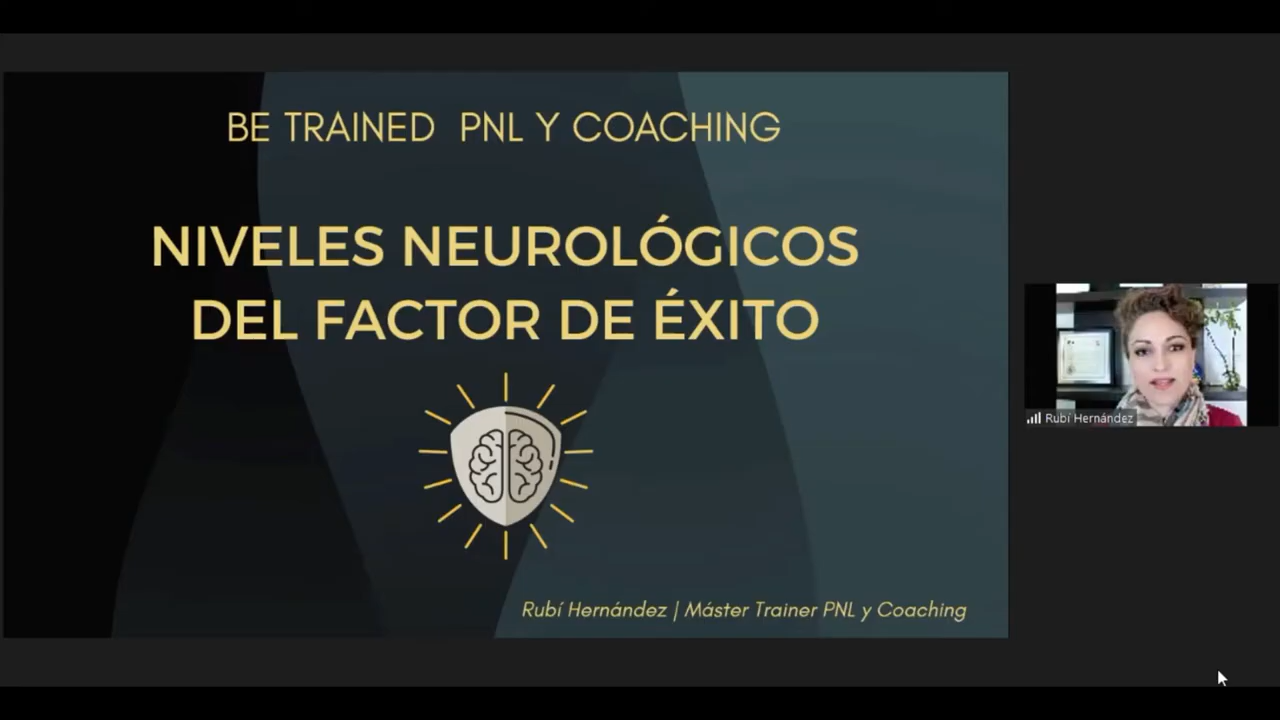 BE TRAINED PNL Y COACHING
NIVELES NEUROLÓGICOS
DEL FACTOR DE ÉXITO
Rubí Hernández
Rubí Hernández | Máster Trainer PNL y Coaching